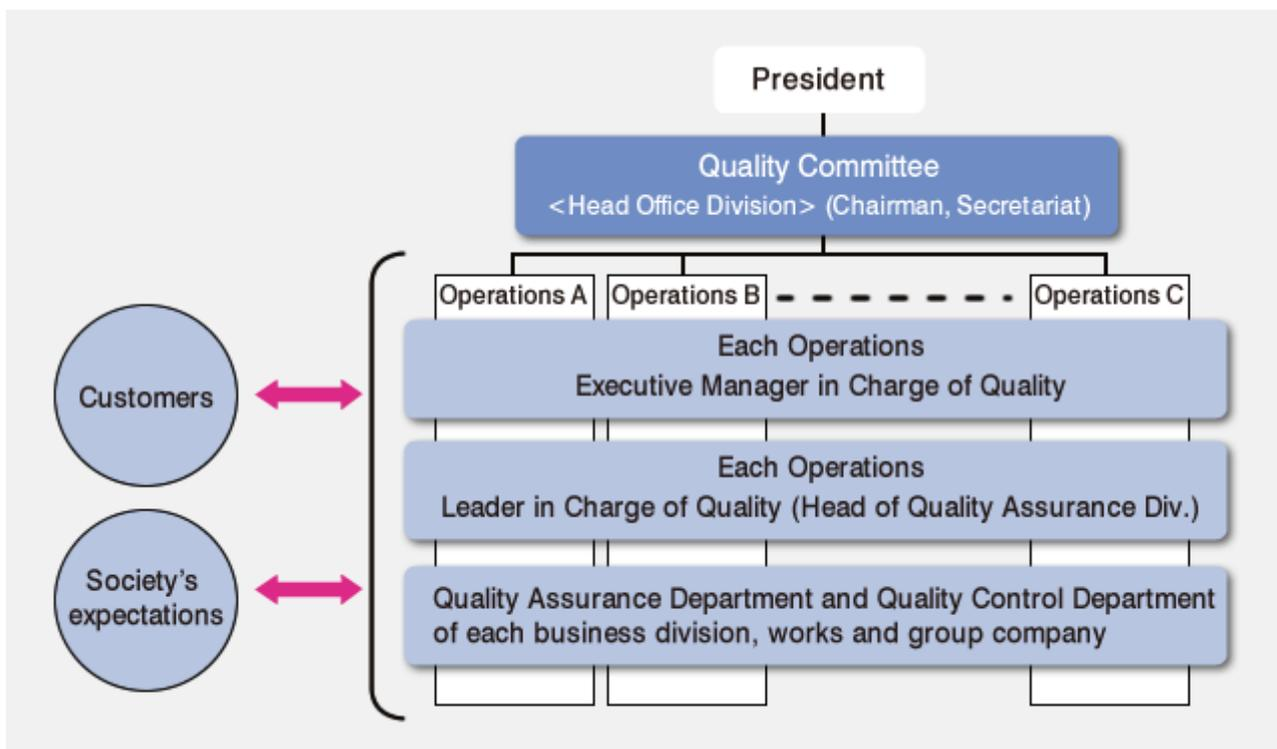 President
Quality Committee
<Head Office Division> (Chairman, Secretariat)
Operations A
Operations B
Operations C
Each Operations
Executive Manager in Charge of Quality
Customers
Each Operations
Leader in Charge of Quality (Head of Quality Assurance Div.)
Society's
expectations
Quality Assurance Department and Quality Control Department
of each business division, works and group company